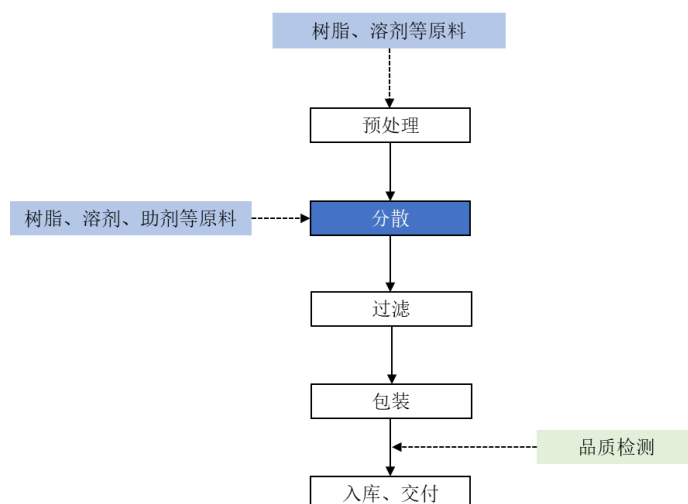 树脂、溶剂等原料
预处理
树脂、溶剂、助剂等原料
分散
过滤
包装
品质检测
入库、交付